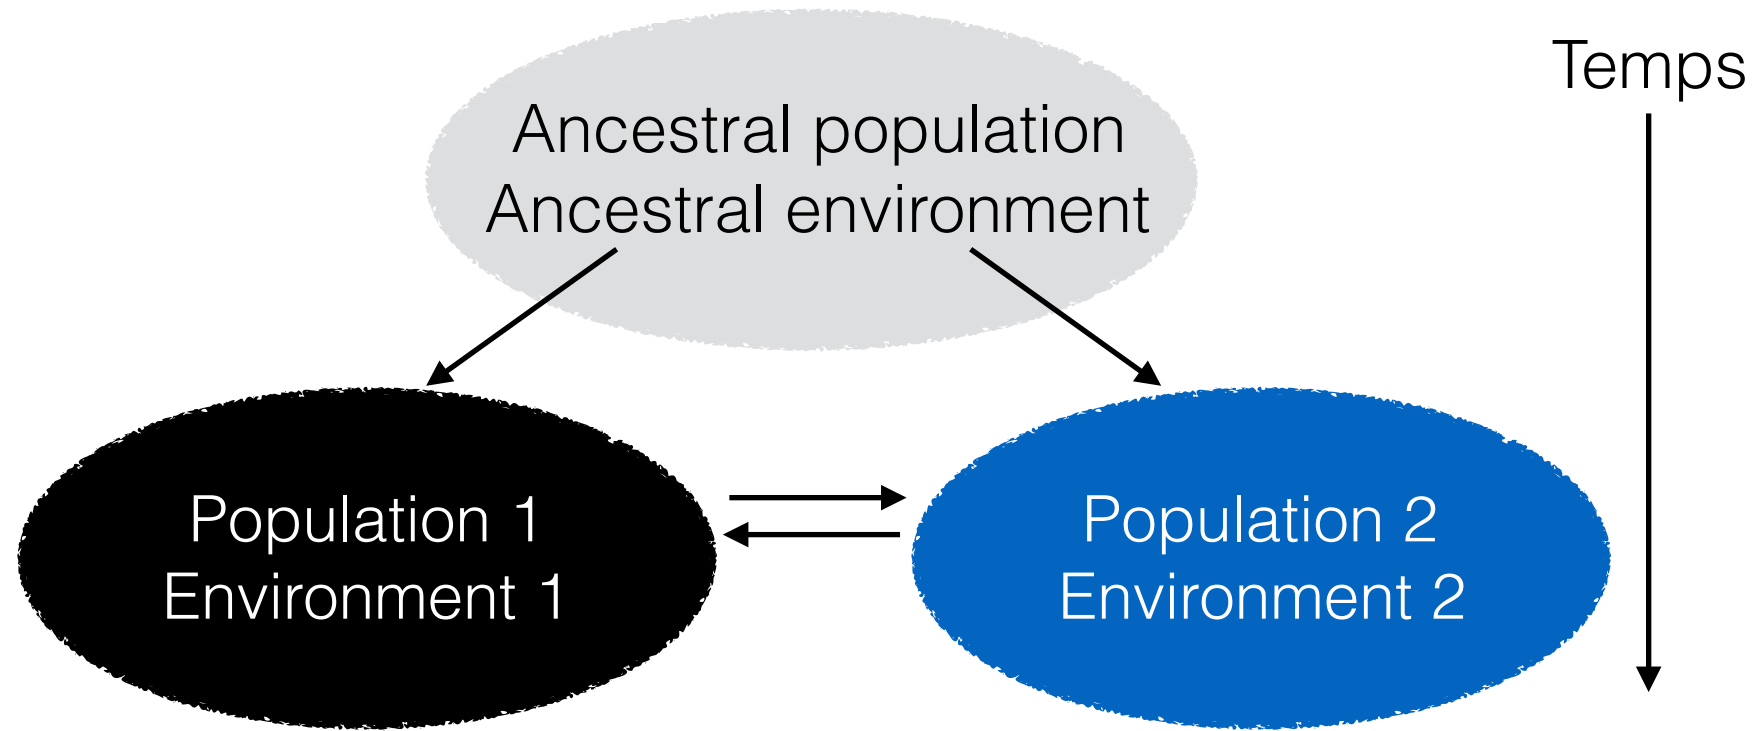 Ancestral population
Ancestral environment
Temps
Population 1
Environment 1
Population 2
Environment 2